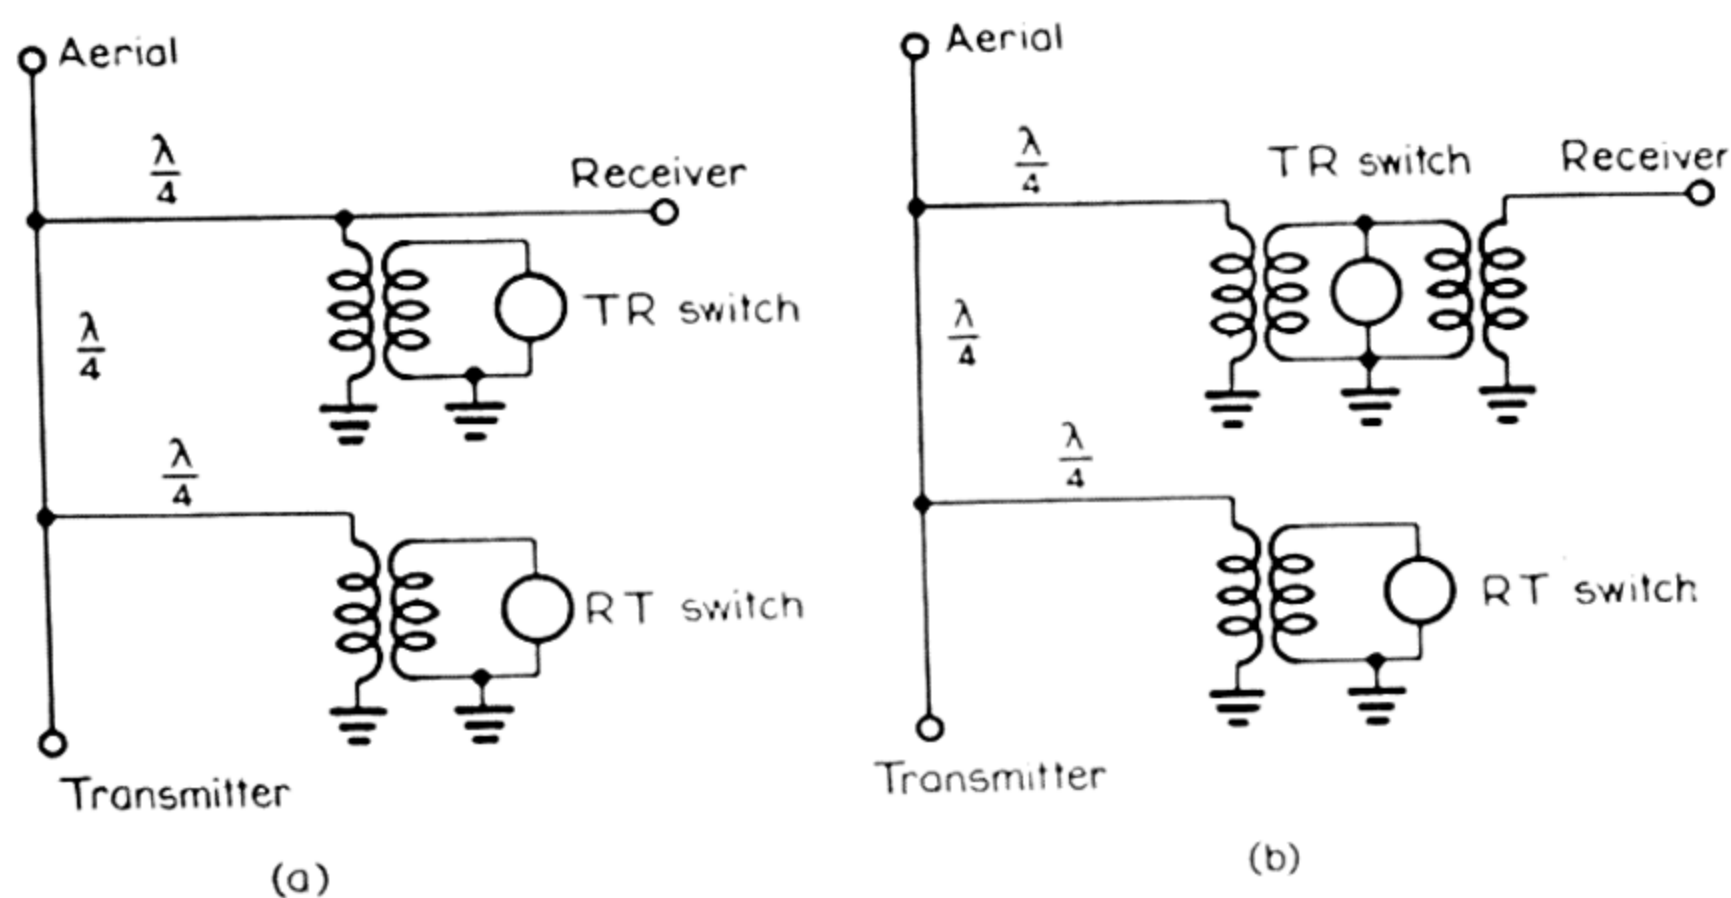 Aerial
λ/4
Receiver
TR switch
λ/4
λ/4
RT switch
Transmitter
(a)
Aerial
λ/4
TR switch
Receiver
λ/4
λ/4
RT switch
Transmitter
(b)